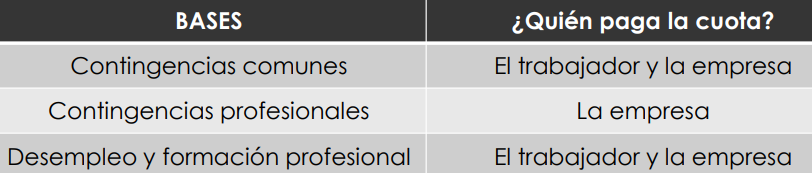 BASES ¿Quién paga la cuota?
Contingencias comunes El trabajador y la empresa
Contingencias profesionales La empresa
Desempleo y formación profesional El trabajador y la empresa